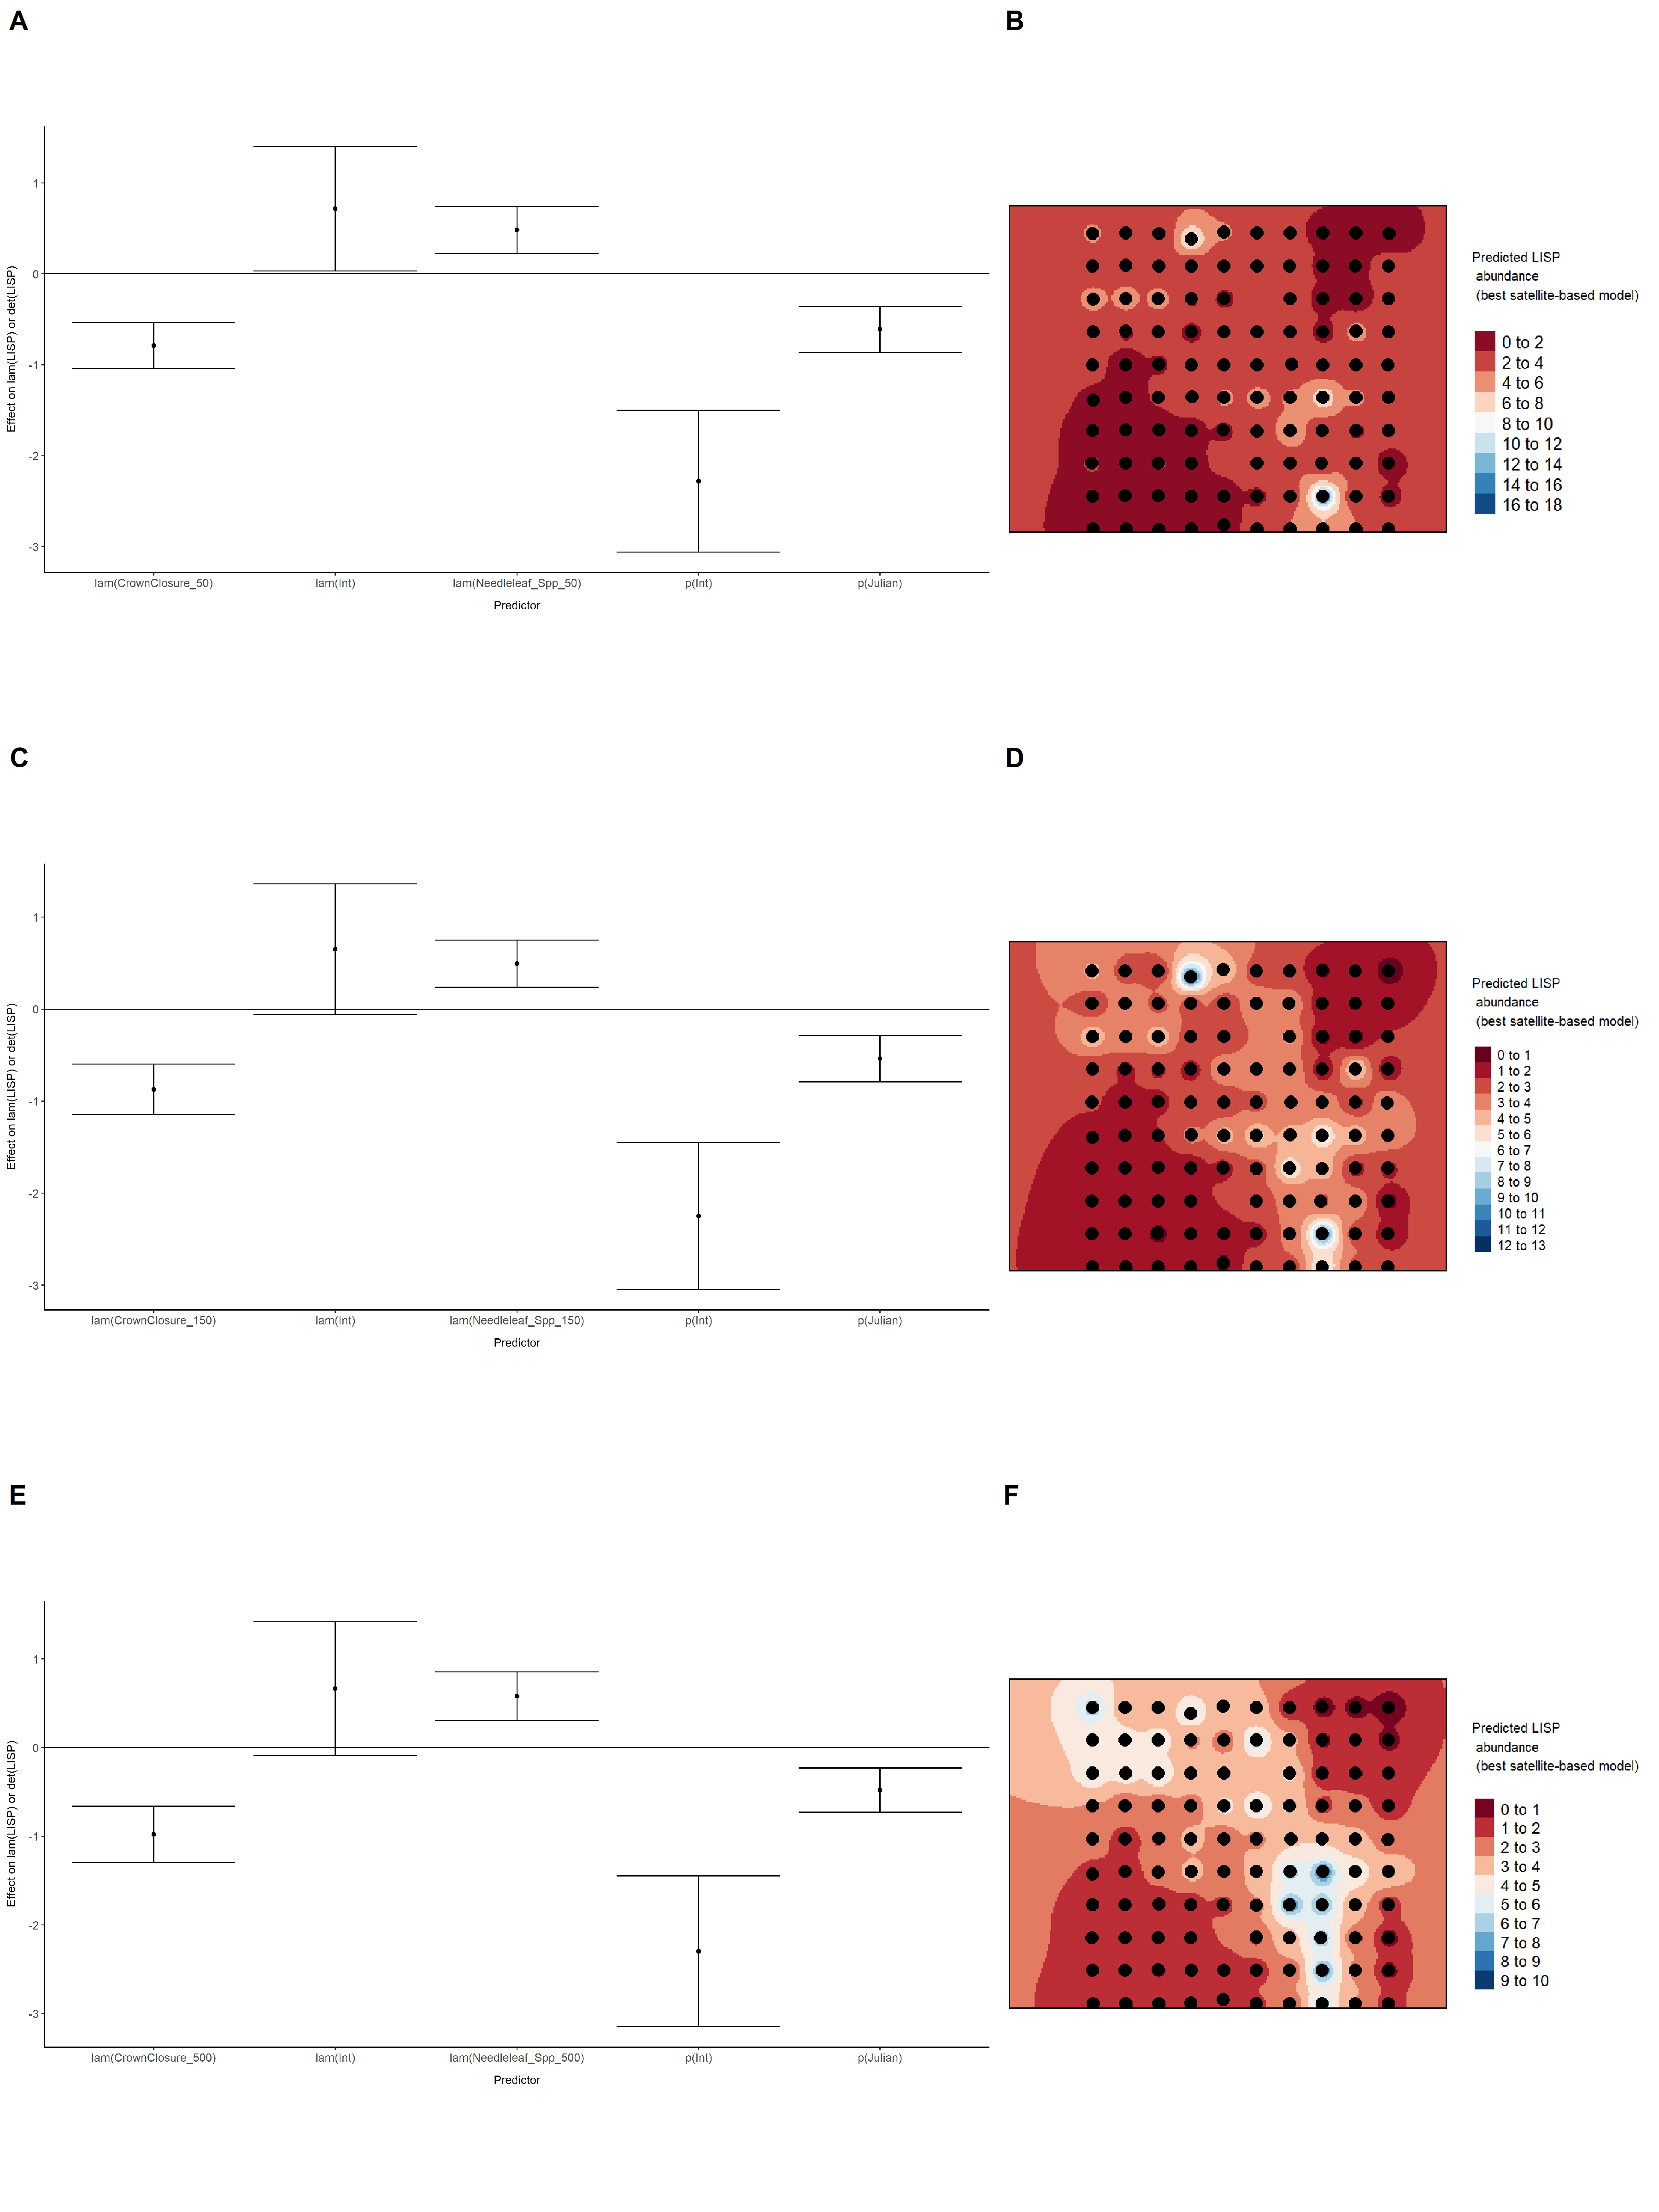 A
B
Effect on lam(LISP) or det(LISP)
1
0
-1
-2
-3
lam(CrownClosure_50)
lam(Int)
lam(Needleleaf_Spp_50)
p(Int)
p(Julian)
Predictor
Predicted LISP
abundance
(best satellite-based model)
0 to 2
2 to 4
4 to 6
6 to 8
8 to 10
10 to 12
12 to 14
14 to 16
16 to 18
C
D
Effect on lam(LISP) or det(LISP)
1
0
-1
-2
-3
lam(CrownClosure_150)
lam(Int)
lam(Needleleaf_Spp_150)
p(Int)
p(Julian)
Predictor
Predicted LISP
abundance
(best satellite-based model)
0 to 1
1 to 2
2 to 3
3 to 4
4 to 5
5 to 6
6 to 7
7 to 8
8 to 9
9 to 10
10 to 11
11 to 12
12 to 13
E
F
Effect on lam(LISP) or det(LISP)
1
0
-1
-2
-3
lam(CrownClosure_500)
lam(Int)
lam(Needleleaf_Spp_500)
p(Int)
p(Julian)
Predictor
Predicted LISP
abundance
(best satellite-based model)
0 to 1
1 to 2
2 to 3
3 to 4
4 to 5
5 to 6
6 to 7
7 to 8
8 to 9
9 to 10